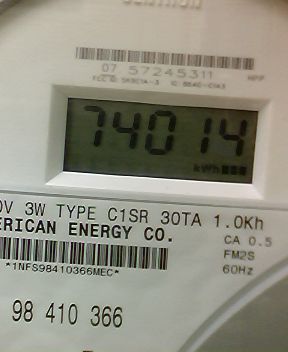 07 57245311
HPP
74014
kWh
0V 3W TYPE C1SR 30TA 1.0Kh
ERICAN ENERGY CO.
CA 0.5
*1NFS98410366MEC*
FM2S
60Hz
98 410 366